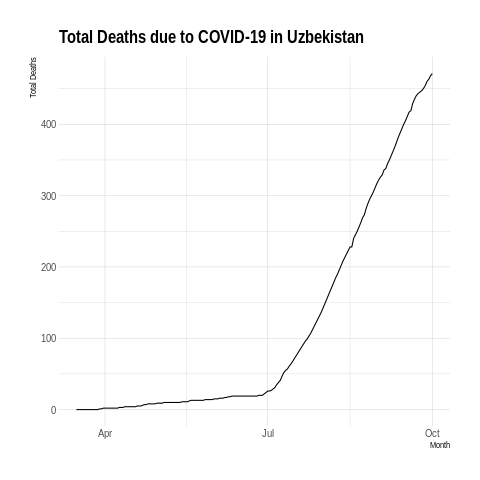 Total Deaths due to COVID-19 in Uzbekistan
Total Deaths
400
300
200
100
0
Apr
Jul
Oct
Month